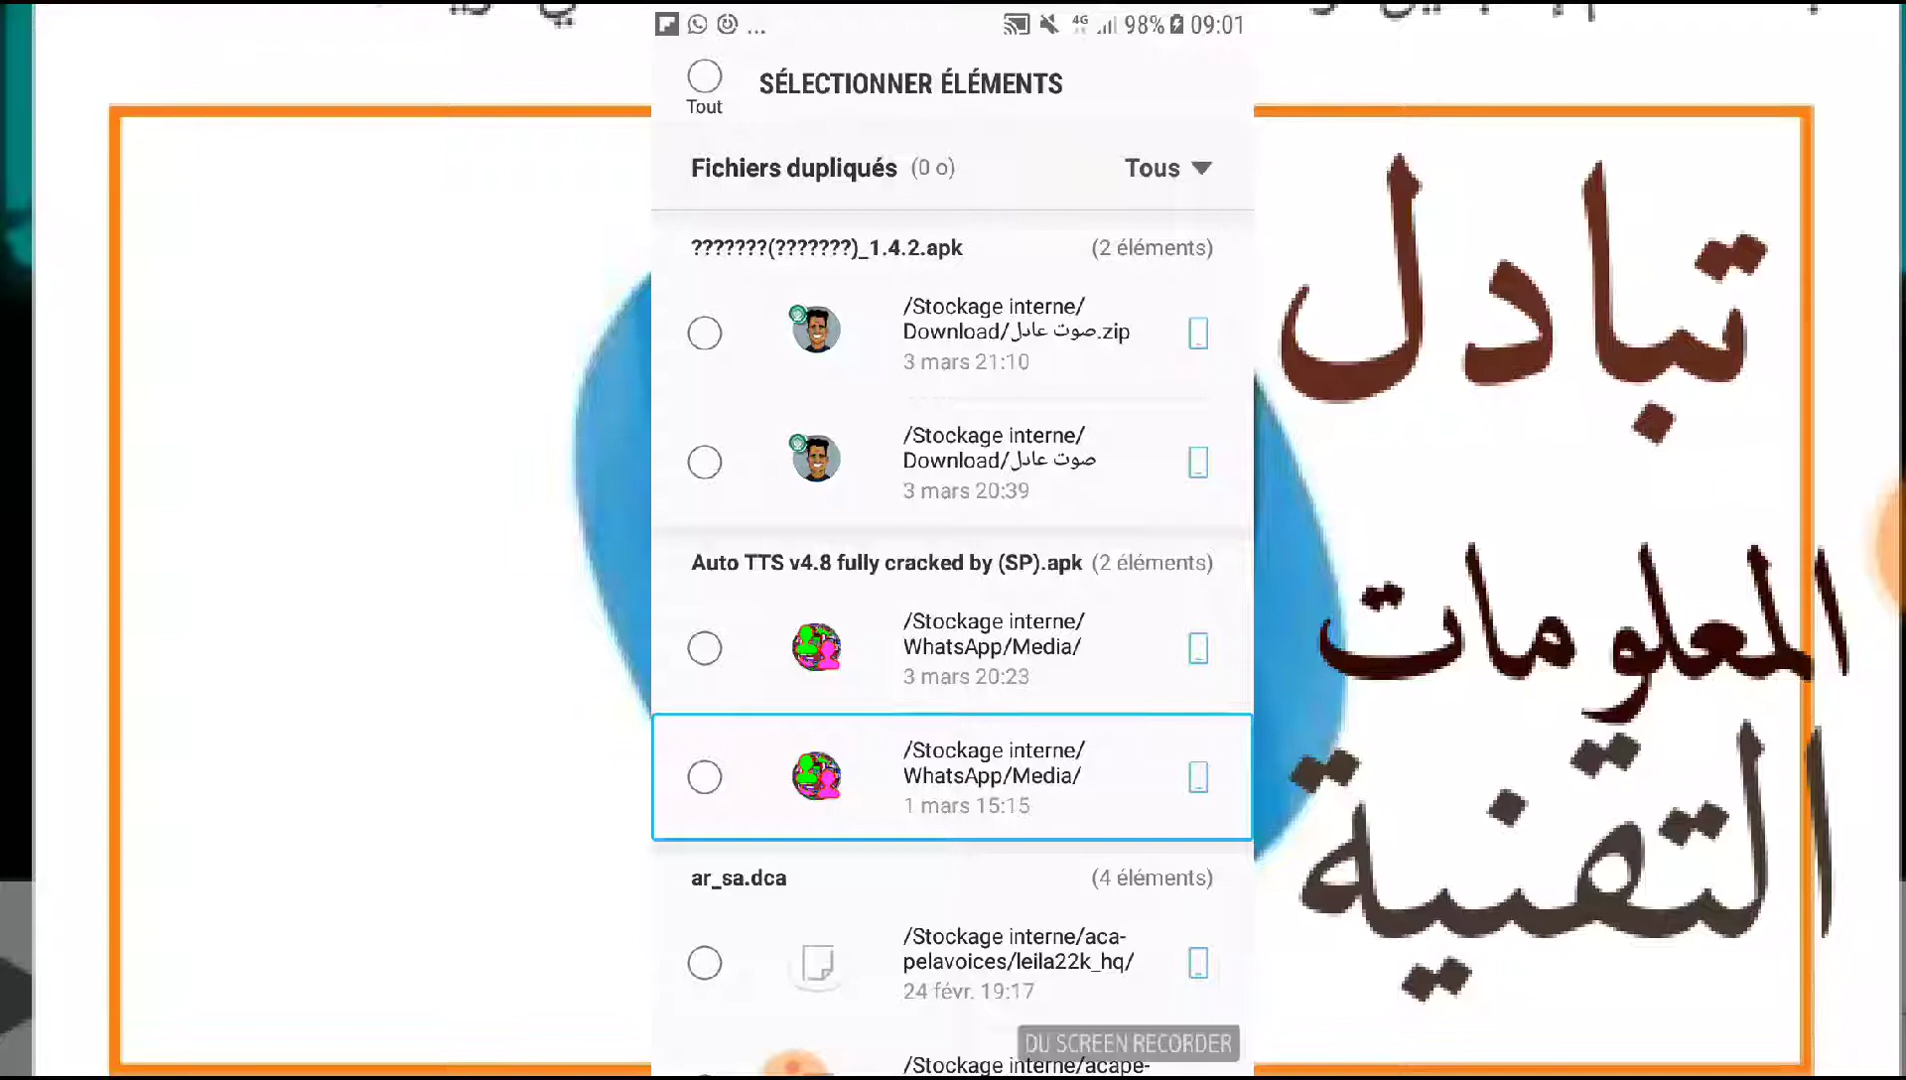 ... 4G 98% 09:01
Tout
SÉLECTIONNER ÉLÉMENTS
Fichiers dupliqués (0 o) Tous
???????(???????)_1.4.2.apk (2 éléments)
/Stockage interne/
Download/صوت عادل.zip
3 mars 21:10
/Stockage interne/
Download/صوت عادل
3 mars 20:39
Auto TTS v4.8 fully cracked by (SP).apk (2 éléments)
/Stockage interne/
WhatsApp/Media/
3 mars 20:23
/Stockage interne/
WhatsApp/Media/
1 mars 15:15
ar_sa.dca (4 éléments)
/Stockage interne/aca-
pelavoices/leila22k_hq/
24 févr. 19:17
DU SCREEN RECORDER
/Stockage interne/acape-
تبادل
المعلومات
التقنية